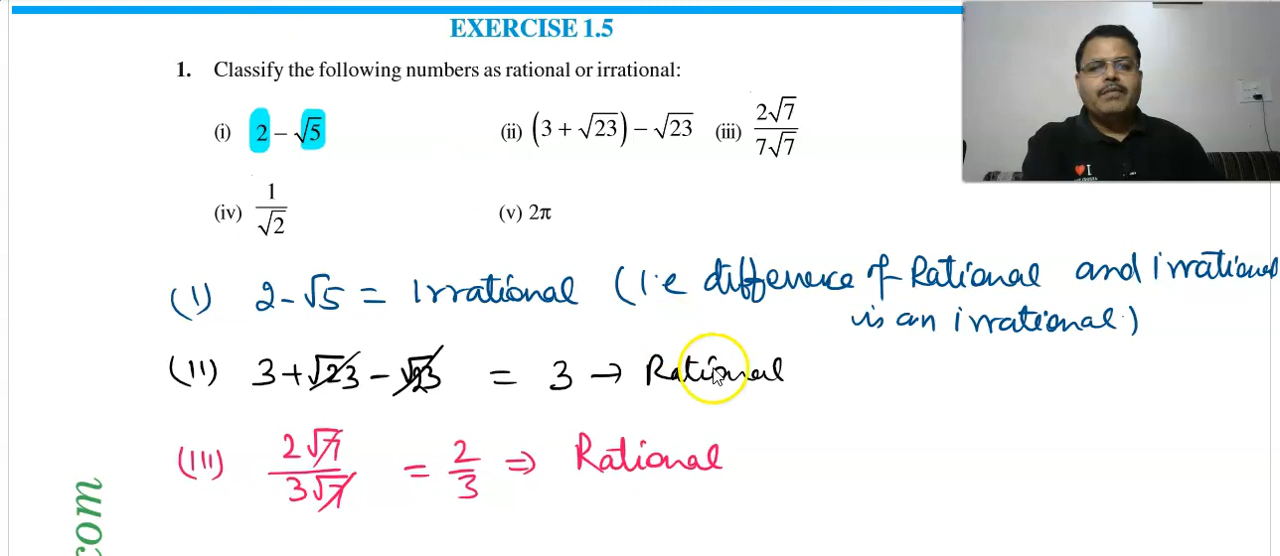 EXERCISE 1.5
1. Classify the following numbers as rational or irrational:
(i) 2 – √5 (ii) (3 + √23) – √23 (iii) 2√7 / 7√7
(iv) 1 / √2 (v) 2π
(I) 2-√5 = Irrational (I.e difference of Rational and Irrational
is an irrational.)
(II) 3+√23 - √23 = 3 → Rational
(III) 2√7 / 3√7 = 2/3 ⇒ Rational
I
com